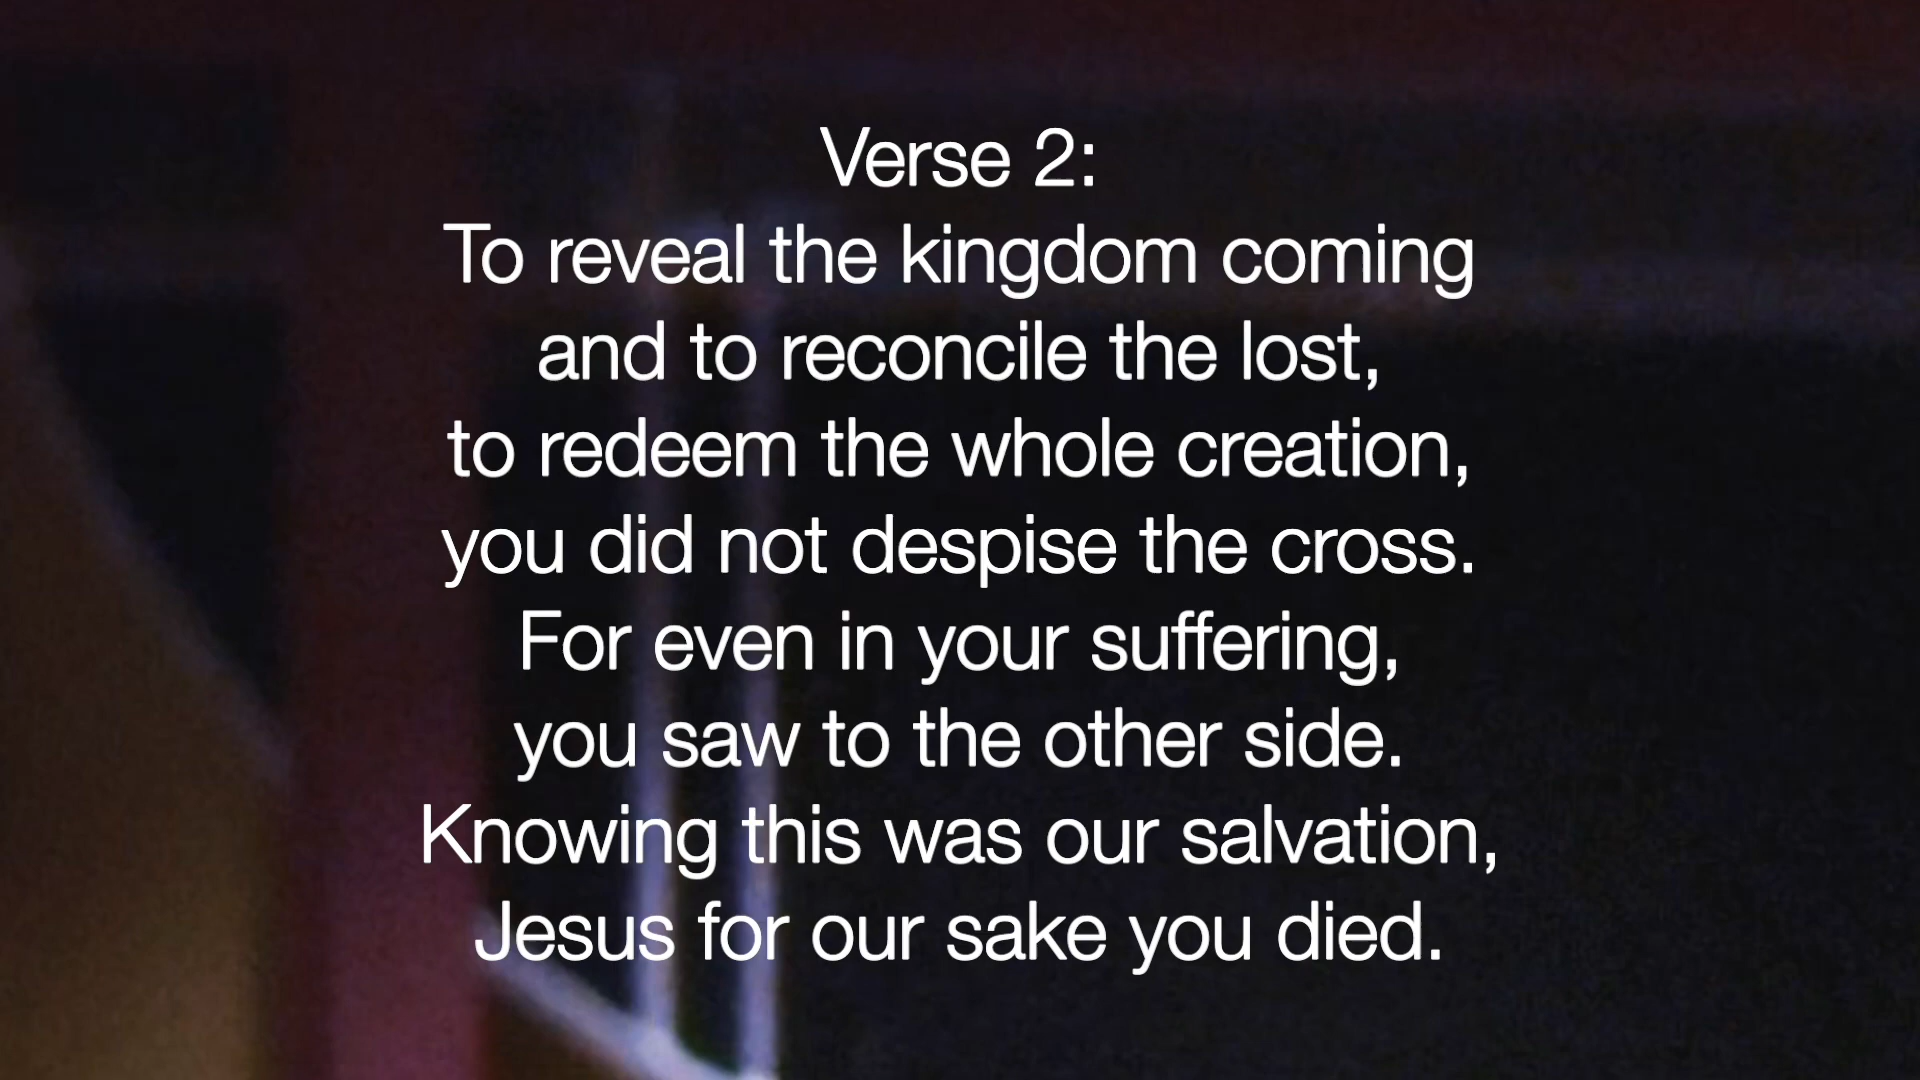 Verse 2:
To reveal the kingdom coming
and to reconcile the lost,
to redeem the whole creation,
you did not despise the cross.
For even in your suffering,
you saw to the other side.
Knowing this was our salvation,
Jesus for our sake you died.